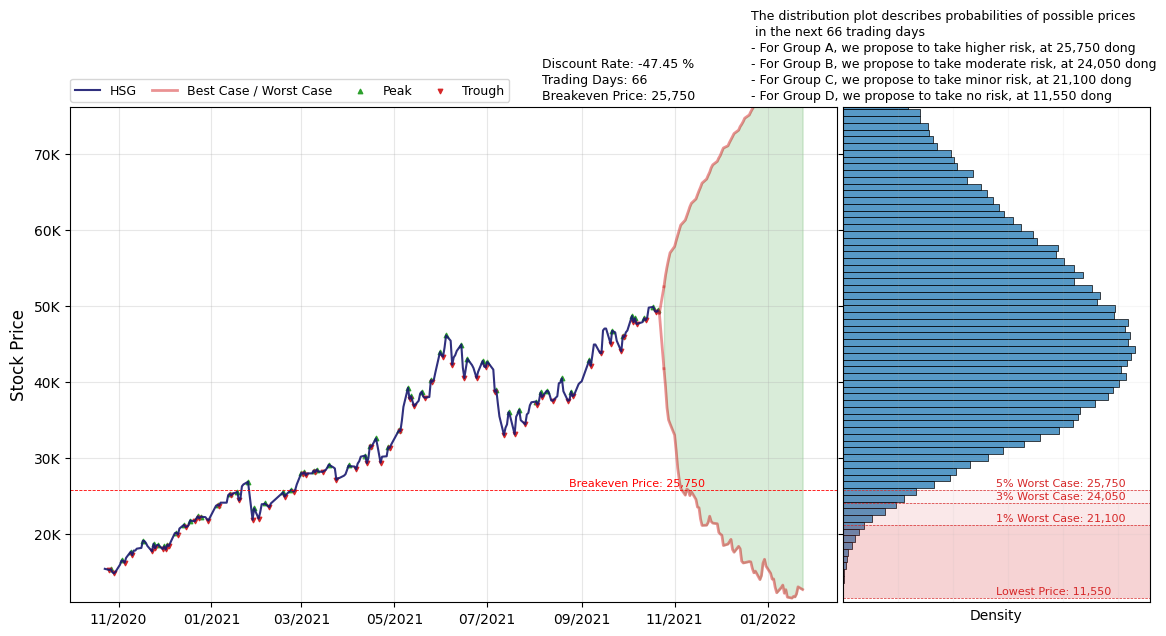 The distribution plot describes probabilities of possible prices
in the next 66 trading days
- For Group A, we propose to take higher risk, at 25,750 dong
- For Group B, we propose to take moderate risk, at 24,050 dong
- For Group C, we propose to take minor risk, at 21,100 dong
- For Group D, we propose to take no risk, at 11,550 dong
Discount Rate: -47.45 %
Trading Days: 66
Breakeven Price: 25,750
HSG
Best Case / Worst Case
Peak
Trough
Stock Price
70K
60K
50K
40K
30K
20K
Breakeven Price: 25,750
11/2020
01/2021
03/2021
05/2021
07/2021
09/2021
11/2021
01/2022
5% Worst Case: 25,750
3% Worst Case: 24,050
1% Worst Case: 21,100
Lowest Price: 11,550
Density